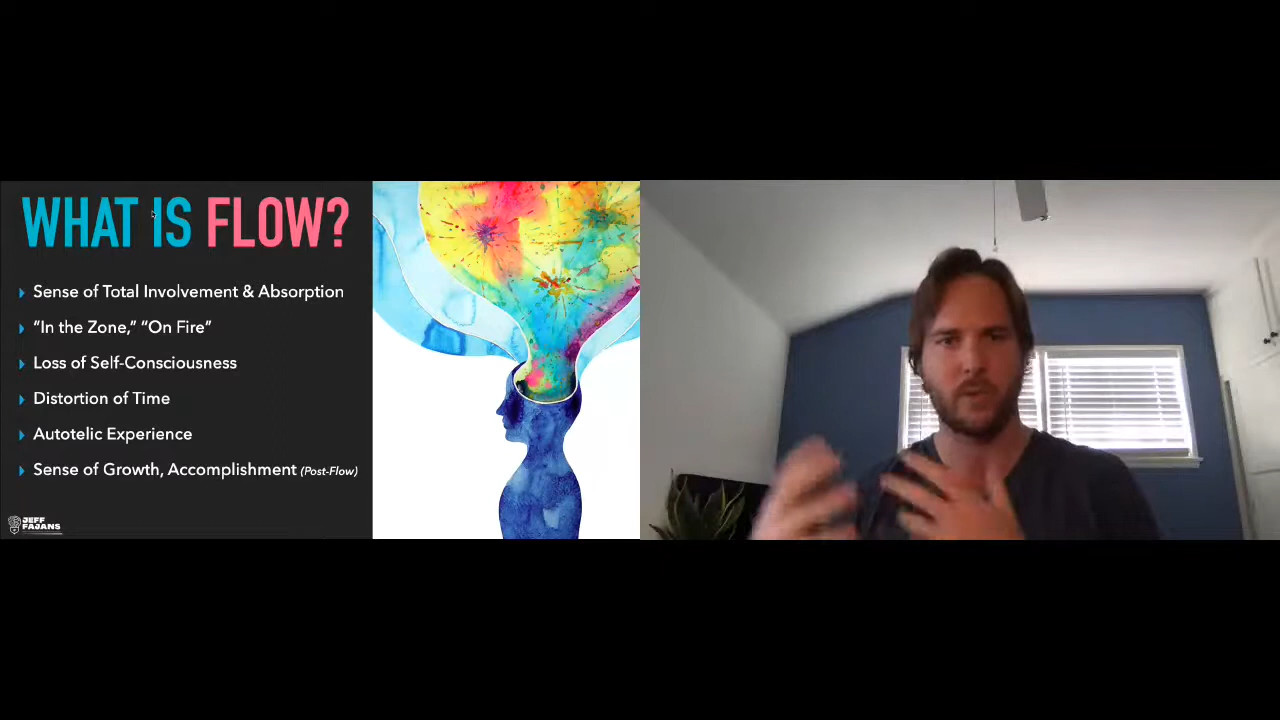 WHAT IS FLOW?
Sense of Total Involvement & Absorption
“In the Zone,” “On Fire”
Loss of Self-Consciousness
Distortion of Time
Autotelic Experience
Sense of Growth, Accomplishment (Post-Flow)
JEFF
FAJANS